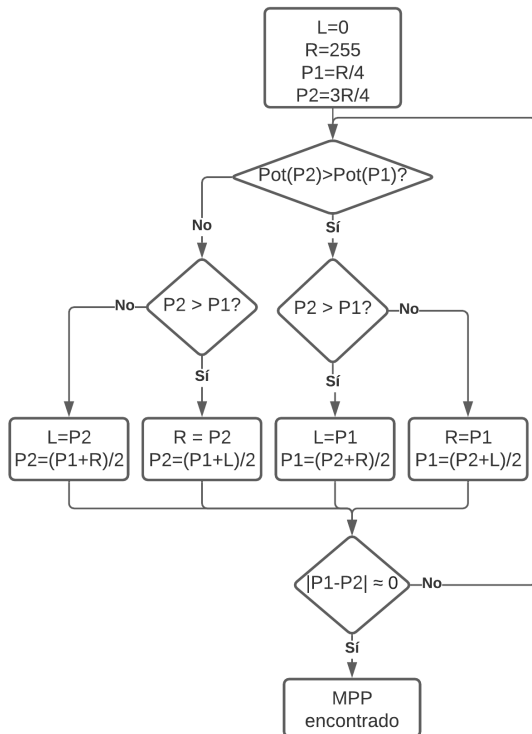 L=0
R=255
P1=R/4
P2=3R/4
Pot(P2)>Pot(P1)?
No
Sí
P2 > P1?
P2 > P1?
No
No
Sí
Sí
L=P2
P2=(P1+R)/2
R = P2
P2=(P1+L)/2
L=P1
P1=(P2+R)/2
R=P1
P1=(P2+L)/2
|P1-P2| ≈ 0
No
Sí
MPP
encontrado